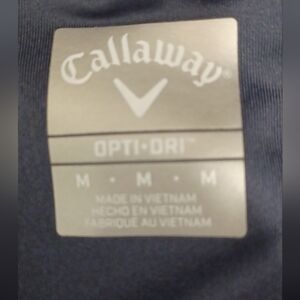 Callaway®
OPTI•DRI™
M • M • M
MADE IN VIETNAM
HECHO EN VIETNAM
FABRIQUÉ AU VIETNAM